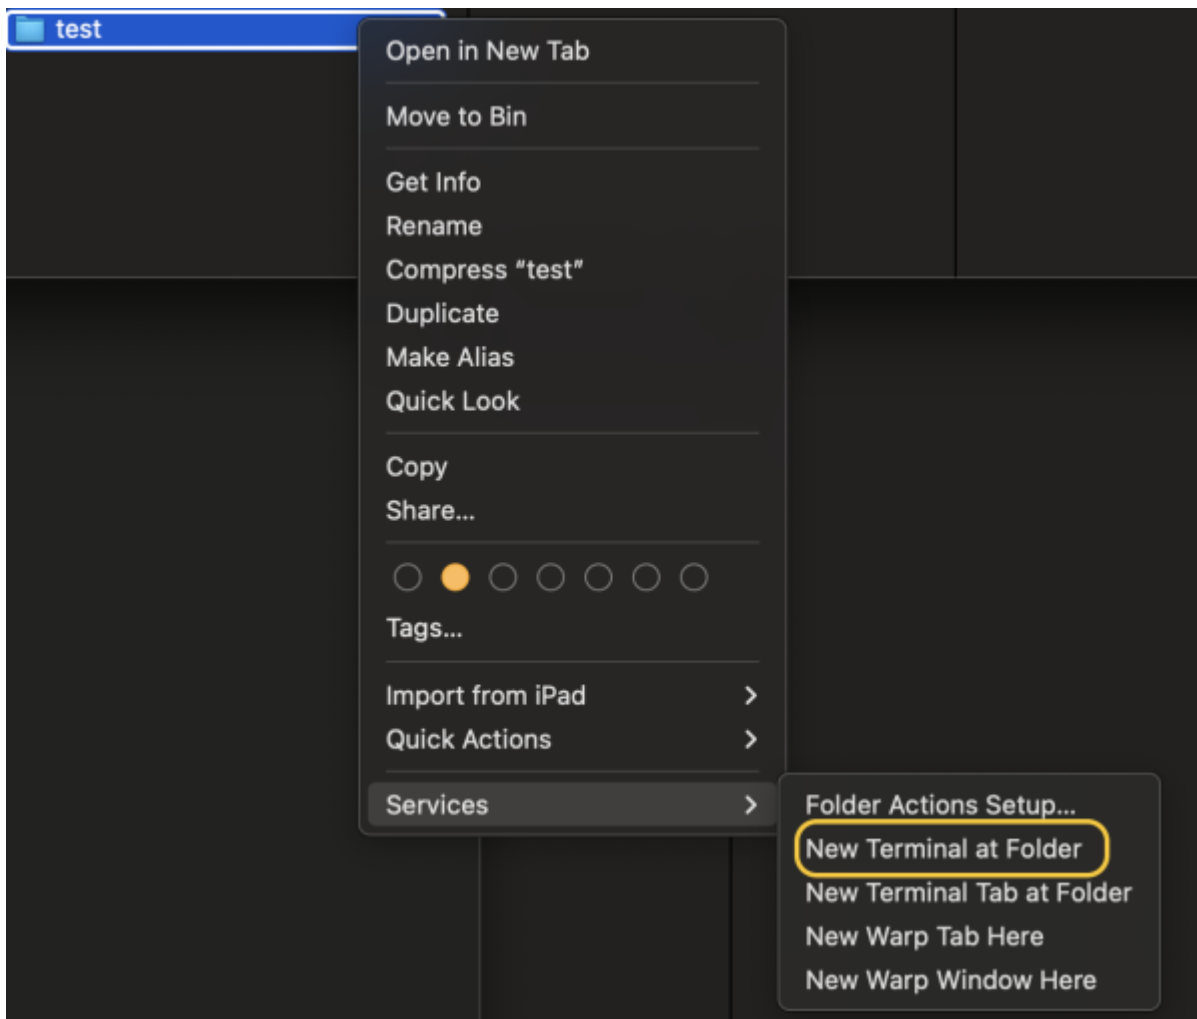 test
Open in New Tab
Move to Bin
Get Info
Rename
Compress “test”
Duplicate
Make Alias
Quick Look
Copy
Share...
Tags...
Import from iPad
Quick Actions
Services
Folder Actions Setup...
New Terminal at Folder
New Terminal Tab at Folder
New Warp Tab Here
New Warp Window Here